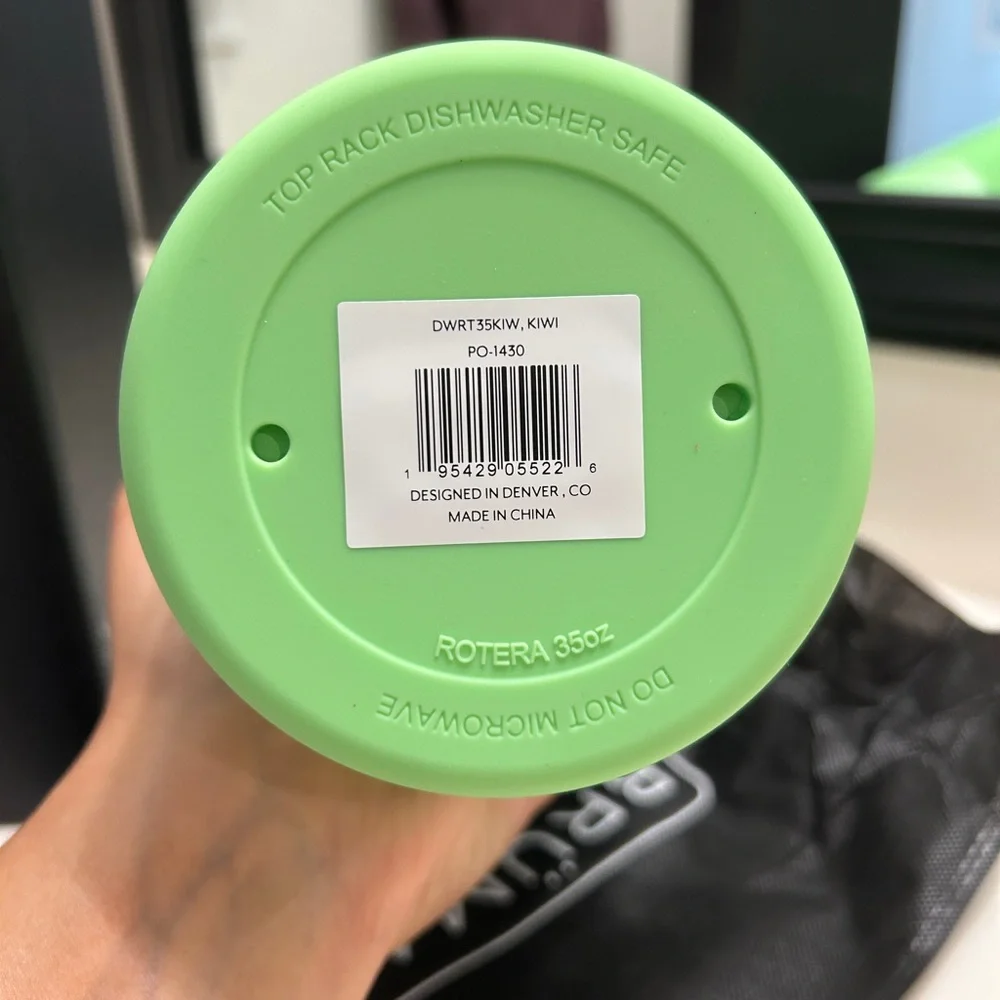 TOP RACK DISHWASHER SAFE
DWRT35KIW, KIWI
PO-1430
1 95429 05522 6
DESIGNED IN DENVER , CO
MADE IN CHINA
ROTERA 35oz
DO NOT MICROWAVE